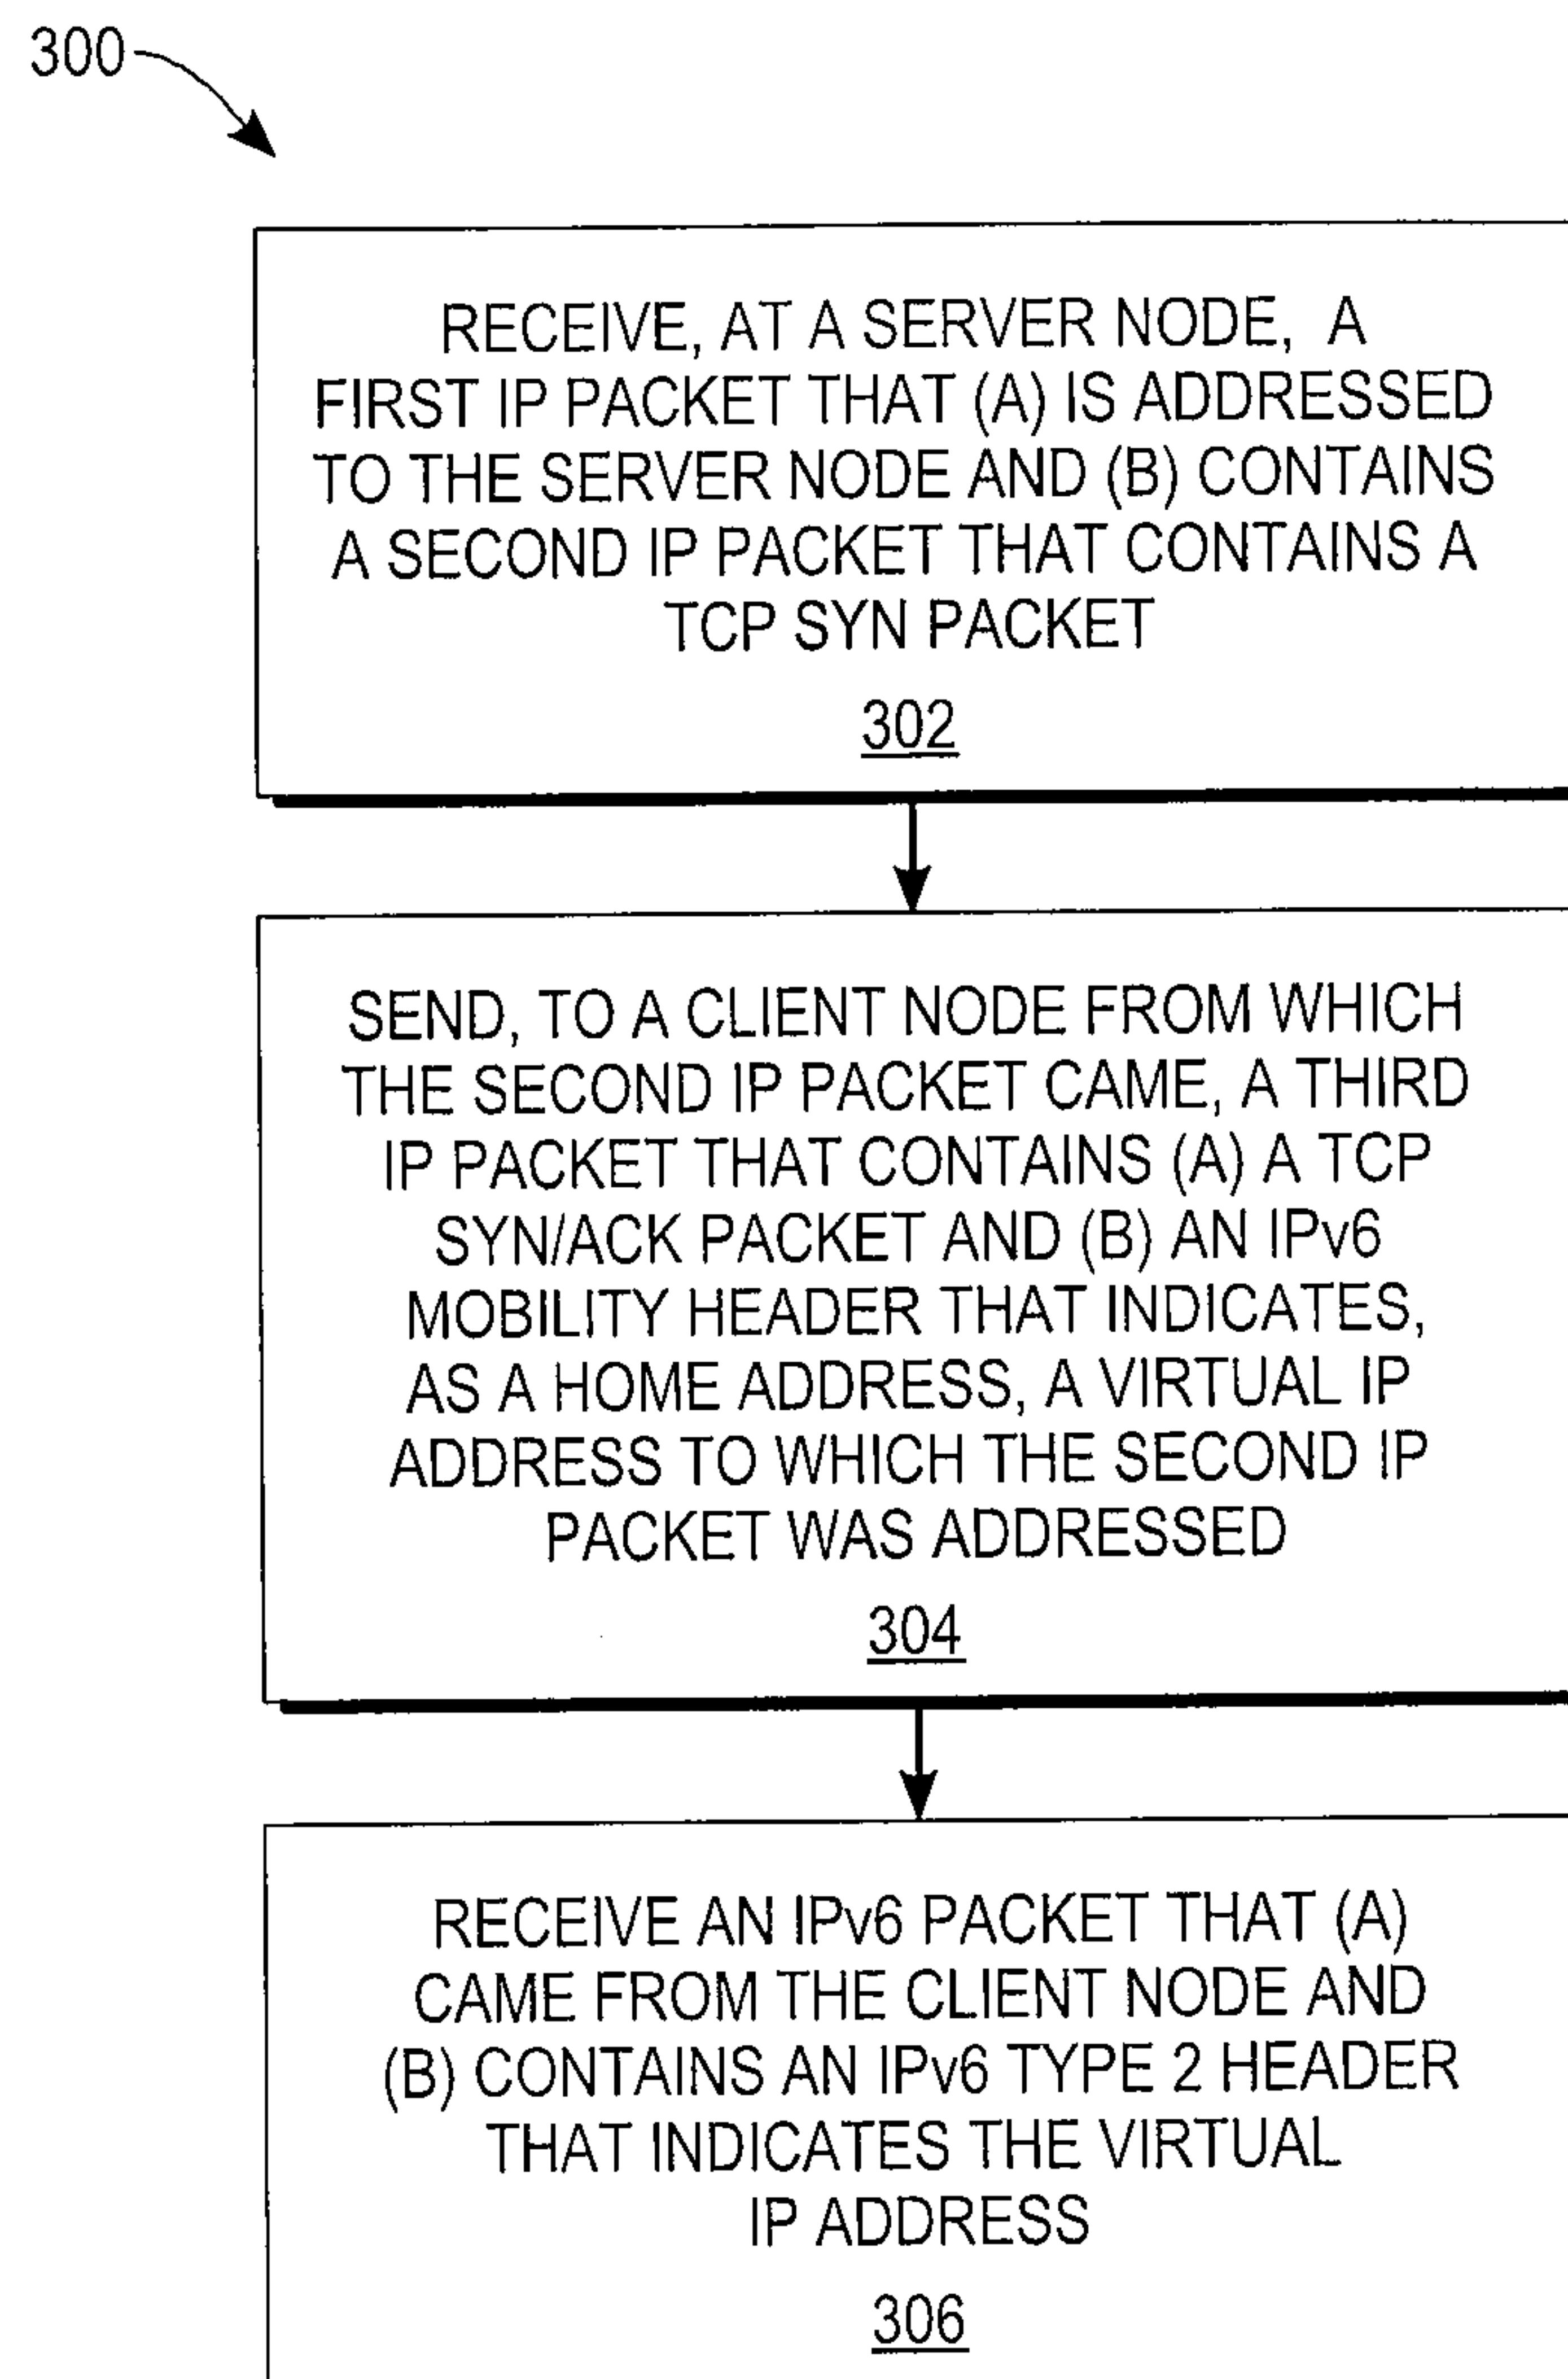 300
RECEIVE, AT A SERVER NODE, A
FIRST IP PACKET THAT (A) IS ADDRESSED
TO THE SERVER NODE AND (B) CONTAINS
A SECOND IP PACKET THAT CONTAINS A
TCP SYN PACKET
302
SEND, TO A CLIENT NODE FROM WHICH
THE SECOND IP PACKET CAME, A THIRD
IP PACKET THAT CONTAINS (A) A TCP
SYN/ACK PACKET AND (B) AN IPv6
MOBILITY HEADER THAT INDICATES,
AS A HOME ADDRESS, A VIRTUAL IP
ADDRESS TO WHICH THE SECOND IP
PACKET WAS ADDRESSED
304
RECEIVE AN IPv6 PACKET THAT (A)
CAME FROM THE CLIENT NODE AND
(B) CONTAINS AN IPv6 TYPE 2 HEADER
THAT INDICATES THE VIRTUAL
IP ADDRESS
306